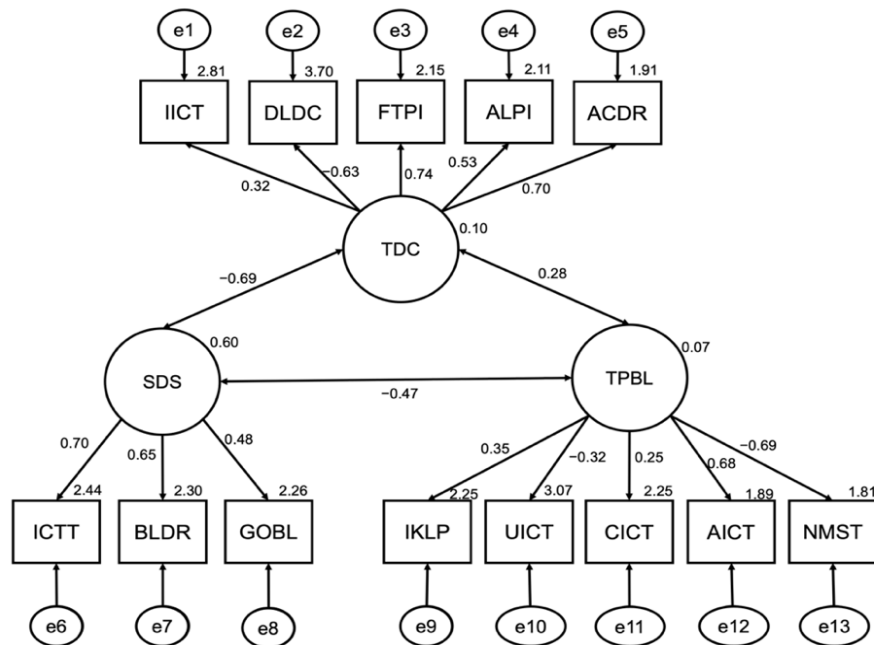 e1 e2 e3 e4 e5
2.81 3.70 2.15 2.11 1.91
IICT DLDC FTPI ALPI ACDR
0.32 −0.63 0.74 0.53 0.70
0.10
TDC
−0.69 0.28
0.60 0.07
SDS TPBL
−0.47
0.70 0.65 0.48 0.35 −0.32 0.25 0.68 −0.69
2.44 2.30 2.26 2.25 3.07 2.25 1.89 1.81
ICTT BLDR GOBL IKLP UICT CICT AICT NMST
e6 e7 e8 e9 e10 e11 e12 e13